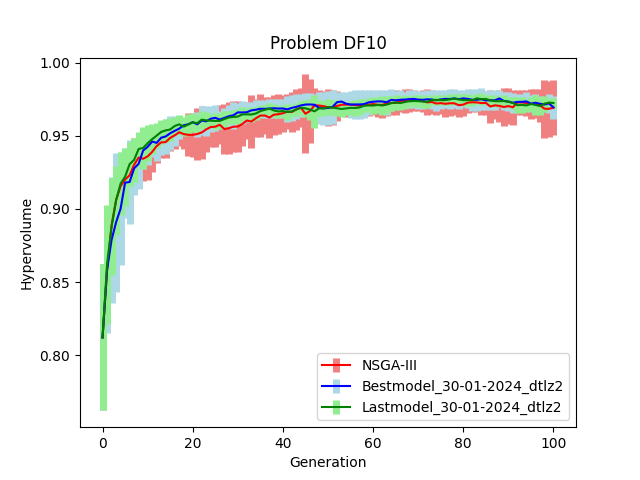 Problem DF10
1.00
0.95
0.90
0.85
0.80
Hypervolume
0
20
40
60
80
100
Generation
NSGA-III
Bestmodel_30-01-2024_dtlz2
Lastmodel_30-01-2024_dtlz2